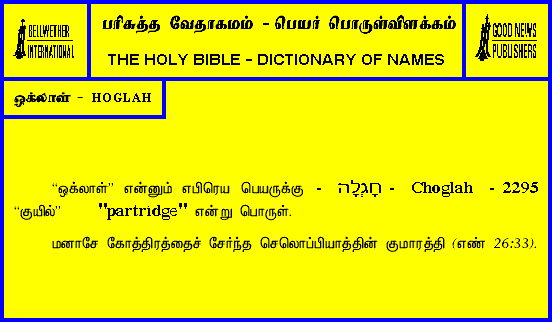 BELLWETHER
INTERNATIONAL
பரிசுத்த வேதாகமம் - பெயர் பொருள்விளக்கம்
THE HOLY BIBLE - DICTIONARY OF NAMES
GOOD NEWS
PUBLISHERS
ஒக்லாள் - HOGLAH
“ஒக்லாள்” என்னும் எபிரெய பெயருக்கு - חָגְלָה - Choglah - 2295
“குயில்” "partridge" என்று பொருள்.
மனாசே கோத்திரத்தைச் சேர்ந்த செலொப்பியாத்தின் குமாரத்தி (எண் 26:33).